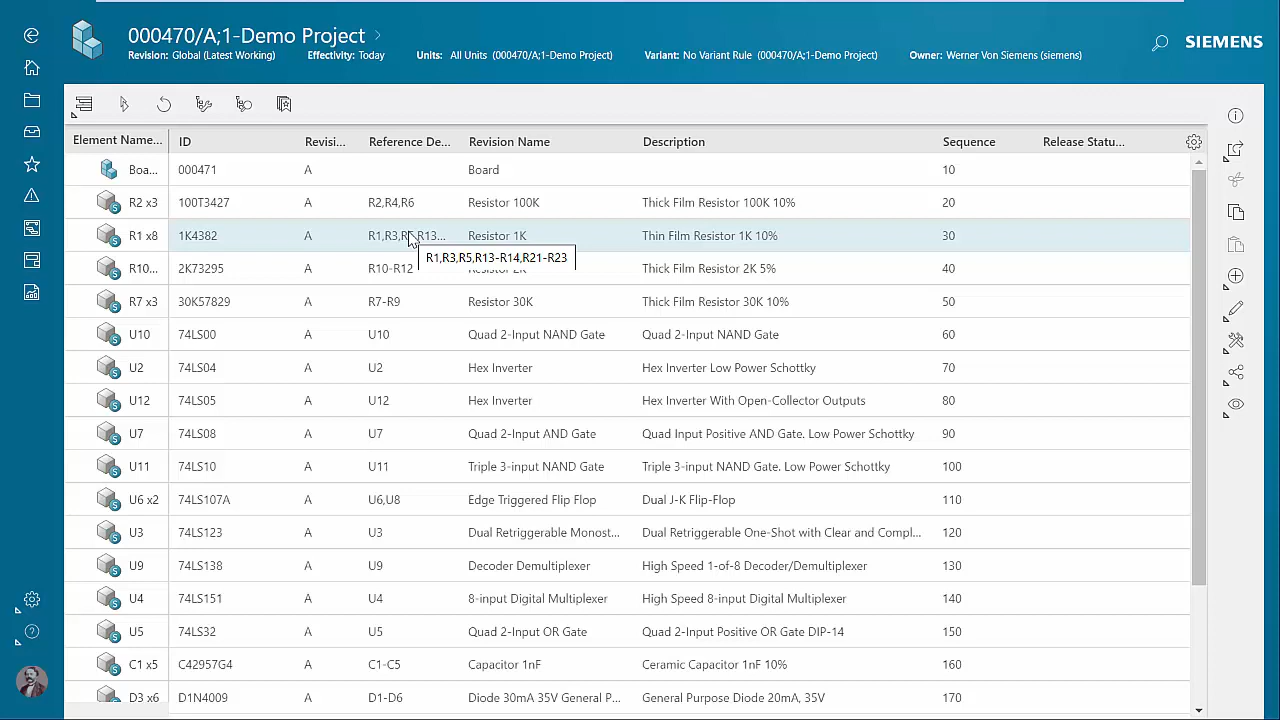 000470/A;1-Demo Project
Revision: Global (Latest Working) Effectivity: Today Units: All Units (000470/A;1-Demo Project) Variant: No Variant Rule (000470/A;1-Demo Project) Owner: Werner Von Siemens (siemens)
SIEMENS
Element Name... ID Revisi... Reference De... Revision Name Description Sequence Release Statu...
Boa... 000471 A Board 10
R2 x3 100T3427 A R2,R4,R6 Resistor 100K Thick Film Resistor 100K 10% 20
R1 x8 1K4382 A R1,R3,R5,R13... Resistor 1K Thin Film Resistor 1K 10% 30
R1,R3,R5,R13-R14,R21-R23
R10... 2K73295 A R10-R12 Resistor 2K Thick Film Resistor 2K 5% 40
R7 x3 30K57829 A R7-R9 Resistor 30K Thick Film Resistor 30K 10% 50
U10 74LS00 A U10 Quad 2-Input NAND Gate Quad 2-Input NAND Gate 60
U2 74LS04 A U2 Hex Inverter Hex Inverter Low Power Schottky 70
U12 74LS05 A U12 Hex Inverter Hex Inverter With Open-Collector Outputs 80
U7 74LS08 A U7 Quad 2-Input AND Gate Quad Input Positive AND Gate. Low Power Schottky 90
U11 74LS10 A U11 Triple 3-input NAND Gate Triple 3-input NAND Gate. Low Power Schottky 100
U6 x2 74LS107A A U6,U8 Edge Triggered Flip Flop Dual J-K Flip-Flop 110
U3 74LS123 A U3 Dual Retriggerable Monost... Dual Retriggerable One-Shot with Clear and Compl... 120
U9 74LS138 A U9 Decoder Demultiplexer High Speed 1-of-8 Decoder/Demultiplexer 130
U4 74LS151 A U4 8-input Digital Multiplexer High Speed 8-input Digital Multiplexer 140
U5 74LS32 A U5 Quad 2-Input OR Gate Quad 2-Input Positive OR Gate DIP-14 150
C1 x5 C42957G4 A C1-C5 Capacitor 1nF Ceramic Capacitor 1nF 10% 160
D3 x6 D1N4009 A D1-D6 Diode 30mA 35V General P... General Purpose Diode 20mA, 35V 170